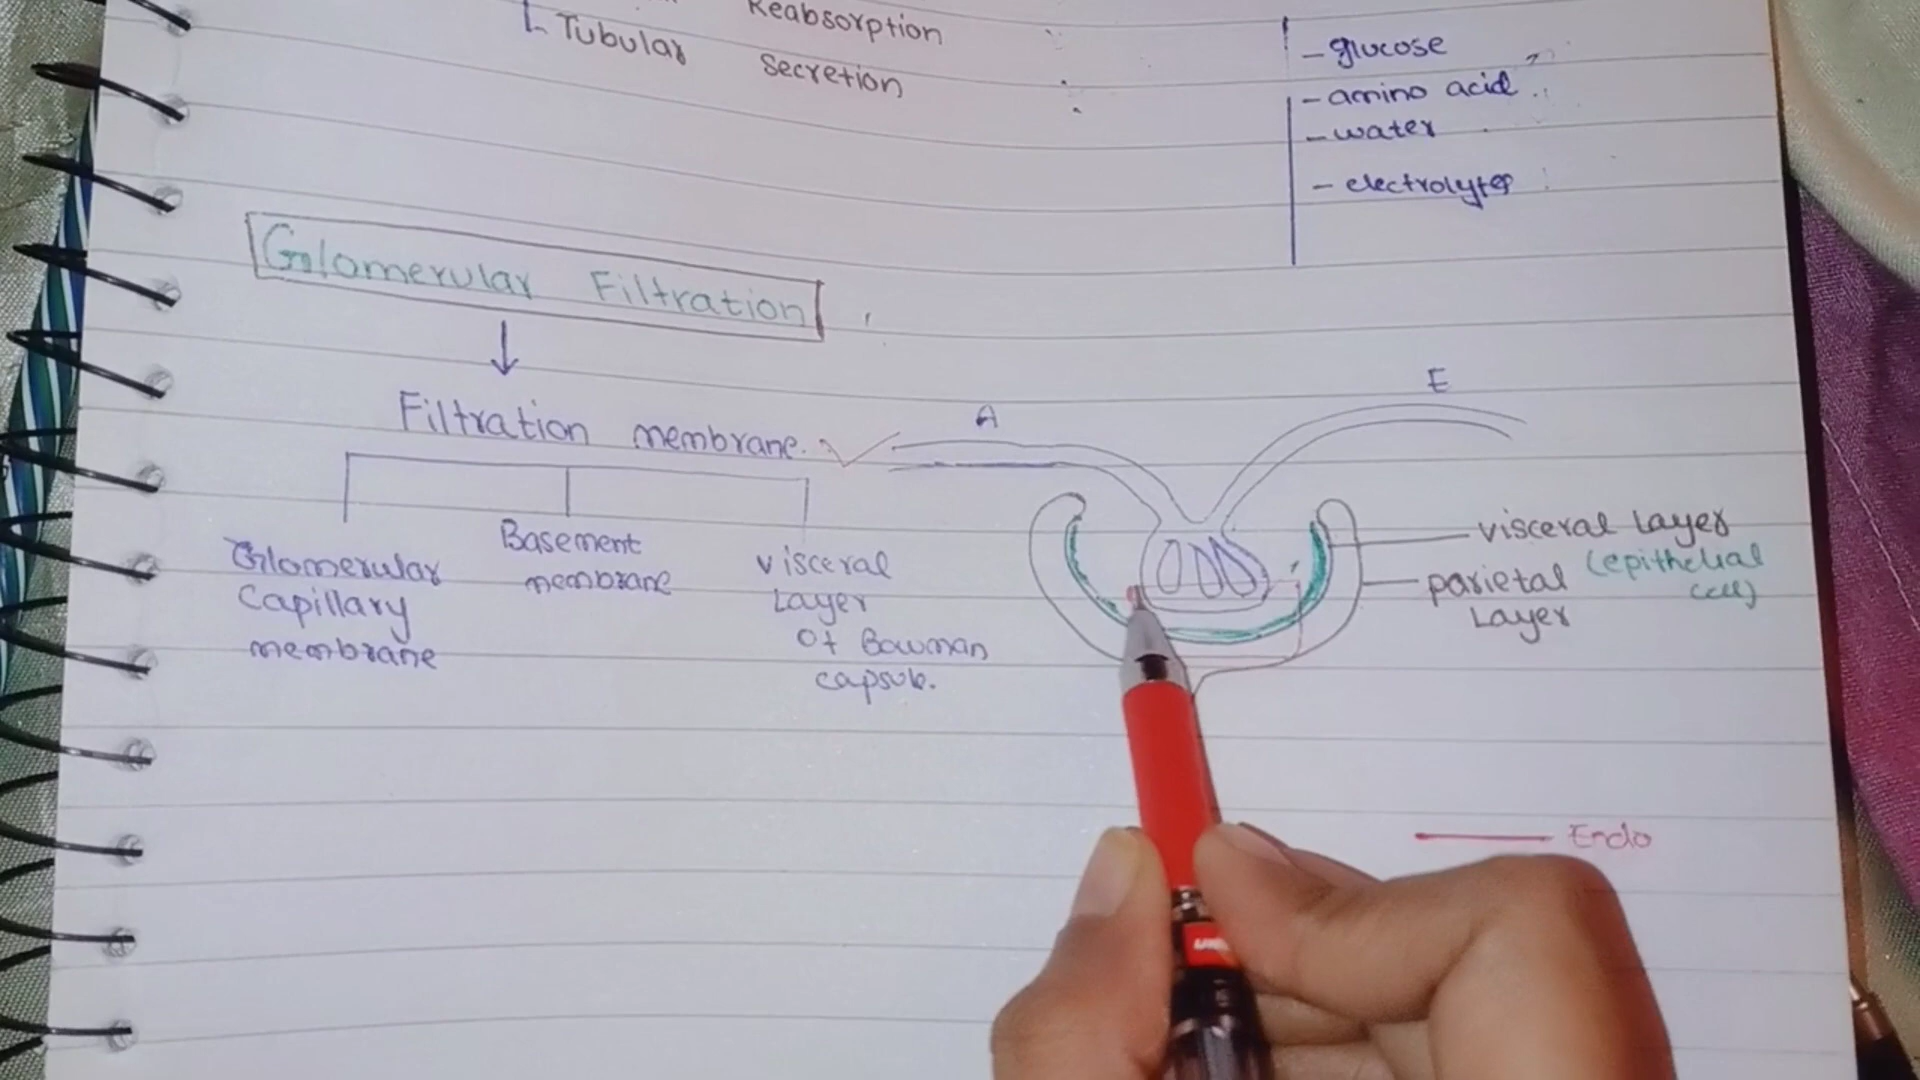 Reabsorption
Tubular secretion
- glucose
- amino acid
- water
- electrolytes
Glomerular Filtration
Filtration membrane
Glomerular
Capillary
membrane
Basement
membrane
visceral
Layer
of Bowman
capsule.
A
E
visceral layer
(epithelial
cell)
parietal
Layer
Endo